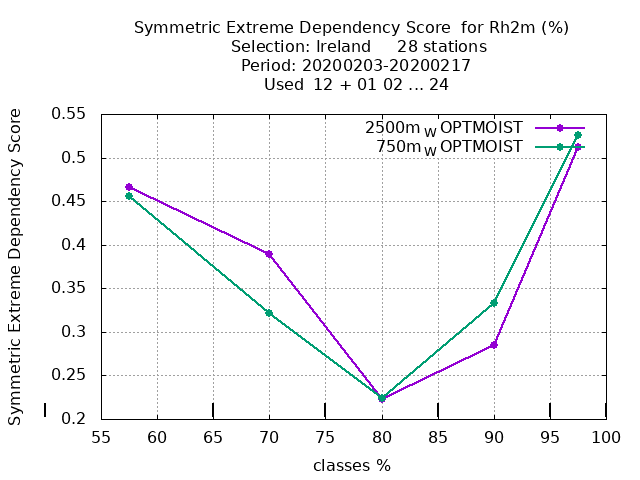 Symmetric Extreme Dependency Score for Rh2m (%)
Selection: Ireland 28 stations
Period: 20200203-20200217
Used 12 + 01 02 ... 24
Symmetric Extreme Dependency Score
0.55
0.5
0.45
0.4
0.35
0.3
0.25
0.2
2500m W OPTMOIST
750m W OPTMOIST
55 60 65 70 75 80 85 90 95 100
classes %